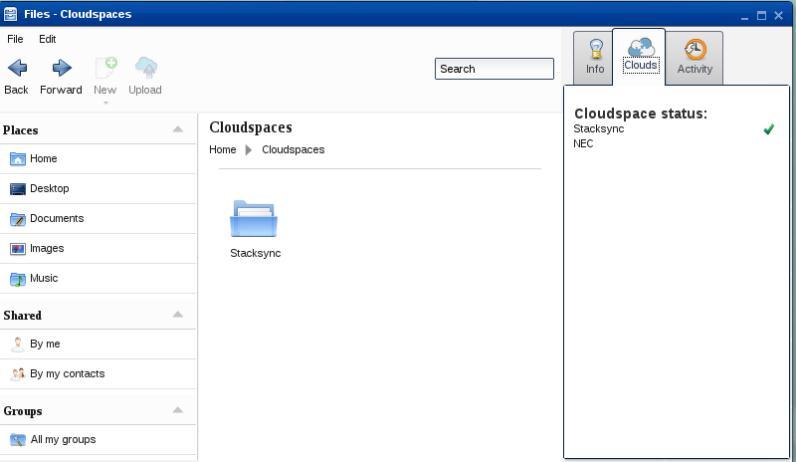 Files - Cloudspaces
File Edit
Back Forward New Upload
Search
Info Clouds Activity
Places
Home
Desktop
Documents
Images
Music
Shared
By me
By my contacts
Groups
All my groups
Cloudspaces
Home Cloudspaces
Stacksync
Cloudspace status:
Stacksync
NEC